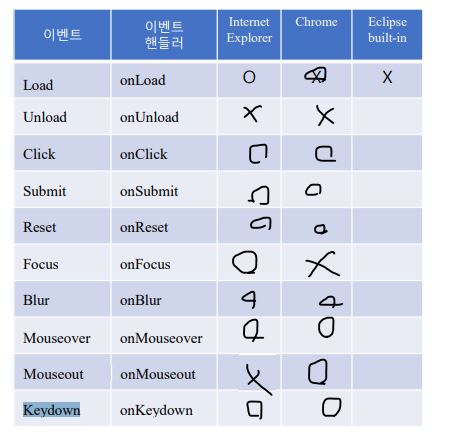 이벤트 이벤트 핸들러 Internet Explorer Chrome Eclipse built-in
Load onLoad O X
Unload onUnload X X
Click onClick O O
Submit onSubmit O O
Reset onReset O O
Focus onFocus O X
Blur onBlur
Mouseover onMouseover O O
Mouseout onMouseout X O
Keydown onKeydown O O